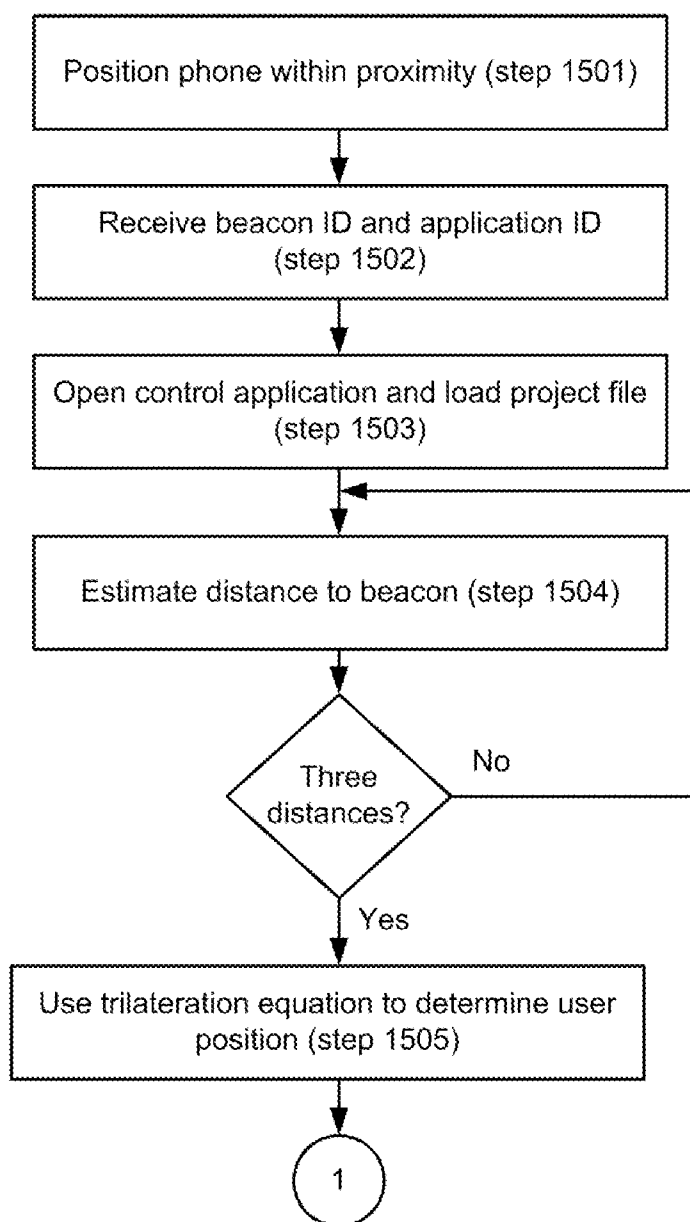 Position phone within proximity (step 1501)
Receive beacon ID and application ID
(step 1502)
Open control application and load project file
(step 1503)
Estimate distance to beacon (step 1504)
Three
distances?
No
Yes
Use trilateration equation to determine user
position (step 1505)
1